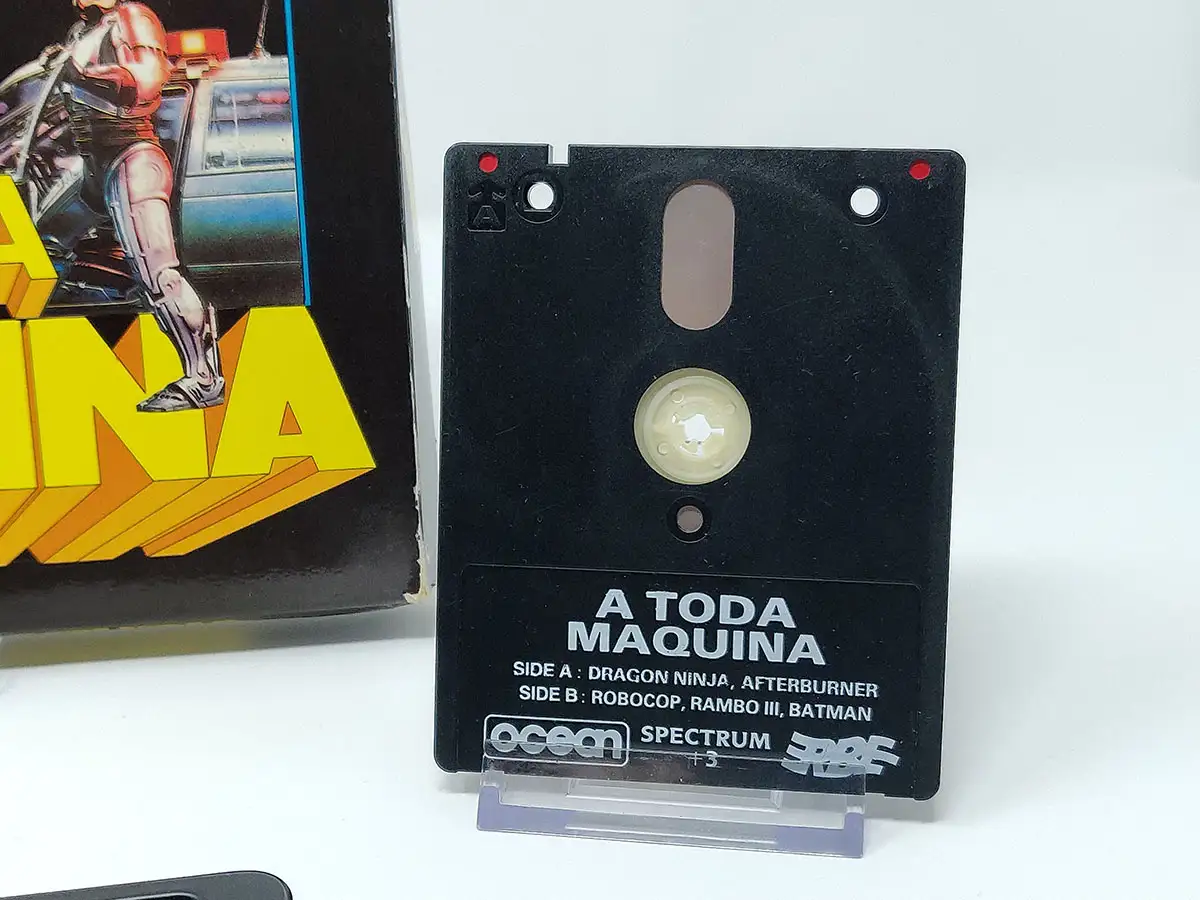 A
INA
A
A TODA
MAQUINA
SIDE A : DRAGON NINJA, AFTERBURNER
SIDE B : ROBOCOP, RAMBO III, BATMAN
ocean SPECTRUM ERBE
+3